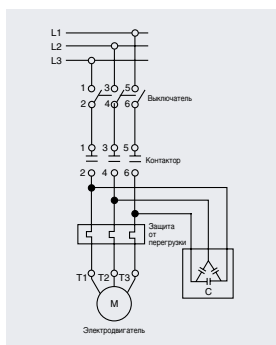 L1
L2
L3
1 3 5
2 4 6
Выключатель
1 3 5
2 4 6
Контактор
Защита
от
перегрузки
T1 T2 T3
M
C
Электродвигатель